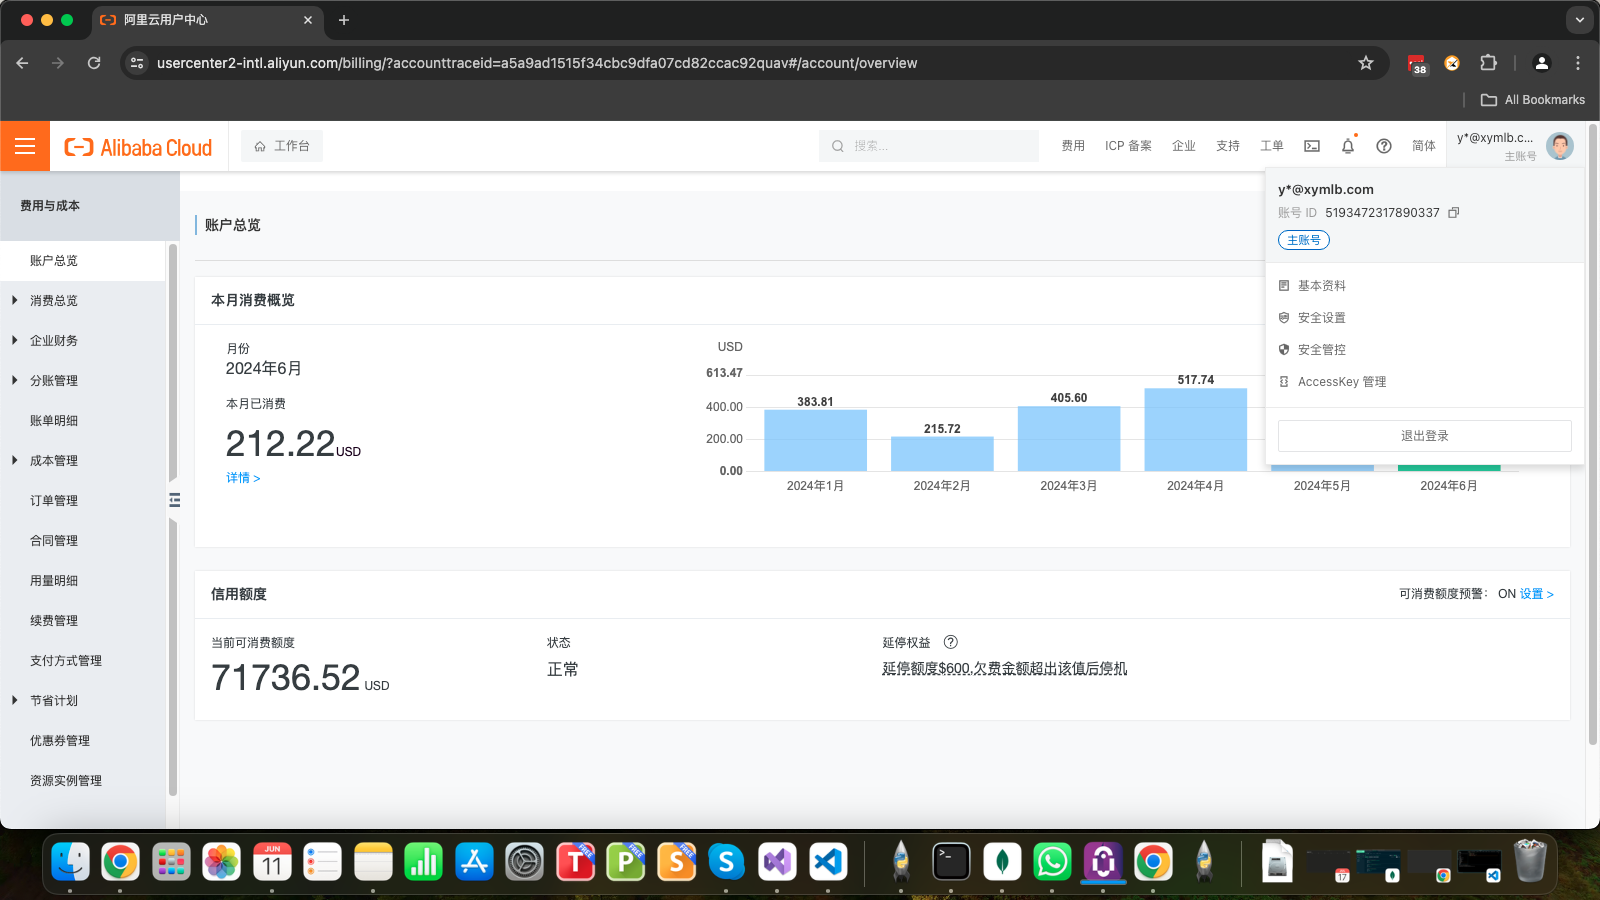 阿里云用户中心
usercenter2-intl.aliyun.com/billing/?accounttraceid=a5a9ad1515f34cbc9dfa07cd82ccac92quav#/account/overview
38
All Bookmarks
Alibaba Cloud
工作台
搜索...
费用
ICP 备案
企业
支持
工单
简体
y*@xymlb.c...
主账号
y*@xymlb.com
账号 ID 5193472317890337
主账号
基本资料
安全设置
安全管控
AccessKey 管理
退出登录
费用与成本
账户总览
消费总览
企业财务
分账管理
账单明细
成本管理
订单管理
合同管理
用量明细
续费管理
支付方式管理
节省计划
优惠券管理
资源实例管理
账户总览
本月消费概览
月份
2024年6月
本月已消费
212.22USD
详情 >
USD
613.47
400.00
200.00
0.00
383.81
215.72
405.60
517.74
2024年1月
2024年2月
2024年3月
2024年4月
2024年5月
2024年6月
信用额度
可消费额度预警： ON 设置 >
当前可消费额度
71736.52 USD
状态
正常
延停权益
延停额度$600,欠费金额超出该值后停机
JUN
11
T
FREE
P
FREE
S
FREE
S
17